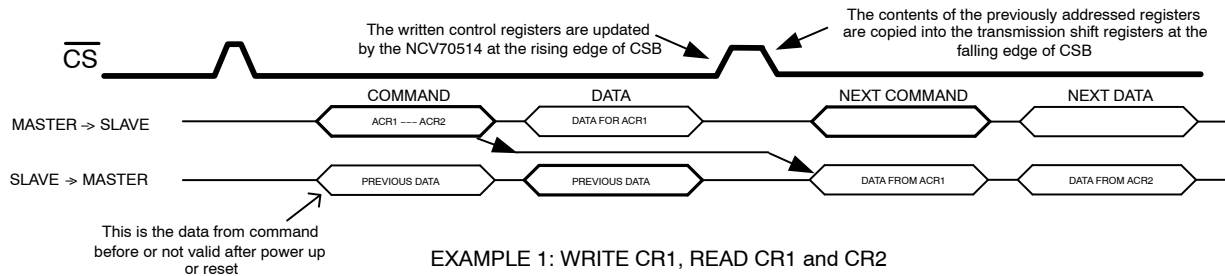 The written control registers are updated
by the NCV70514 at the rising edge of CSB
The contents of the previously addressed registers
are copied into the transmission shift registers at the
falling edge of CSB
CS
COMMAND
DATA
NEXT COMMAND
NEXT DATA
MASTER −> SLAVE
ACR1 −−− ACR2
DATA FOR ACR1
SLAVE −> MASTER
PREVIOUS DATA
PREVIOUS DATA
DATA FROM ACR1
DATA FROM ACR2
This is the data from command
before or not valid after power up
or reset
EXAMPLE 1: WRITE CR1, READ CR1 and CR2